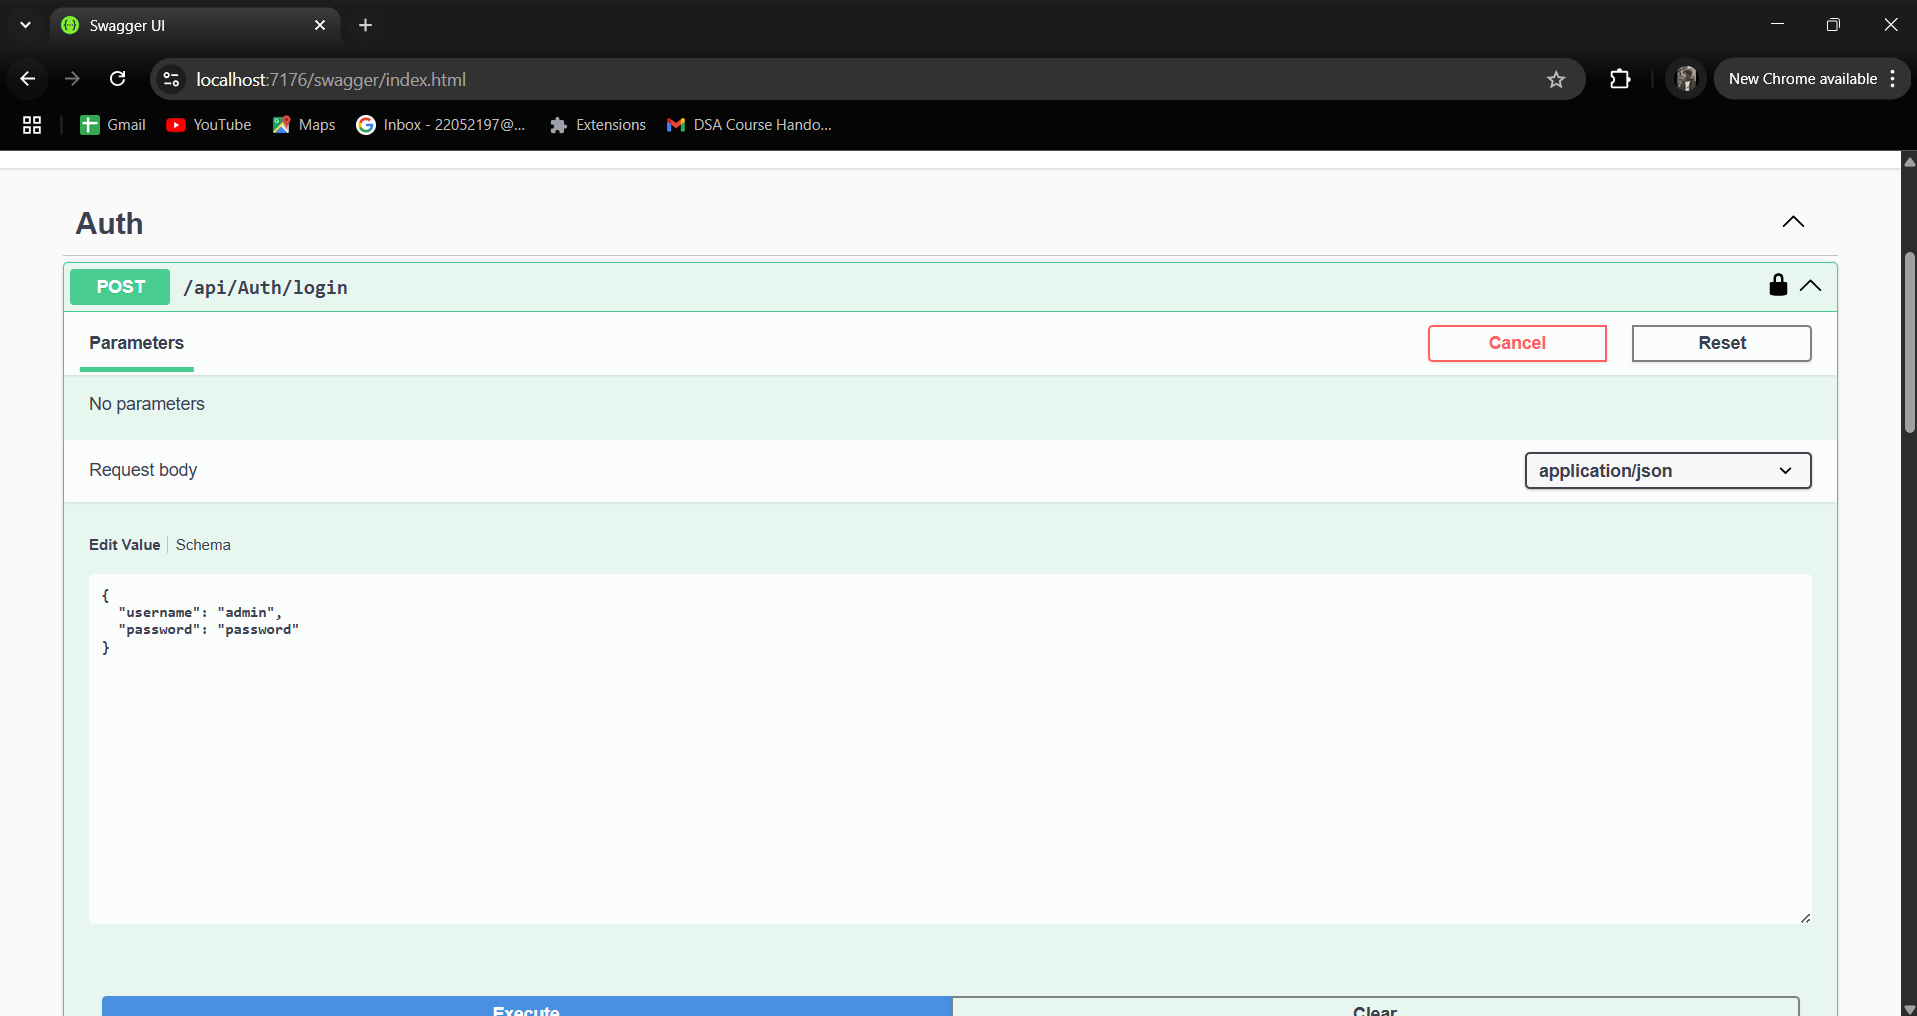 Swagger UI
localhost:7176/swagger/index.html
New Chrome available
Gmail
YouTube
Maps
Inbox - 22052197@...
Extensions
DSA Course Hando...
Auth
POST
/api/Auth/login
Parameters
Cancel
Reset
No parameters
Request body
application/json
Edit Value
Schema
{
"username": "admin",
"password": "password"
}
Execute
Clear